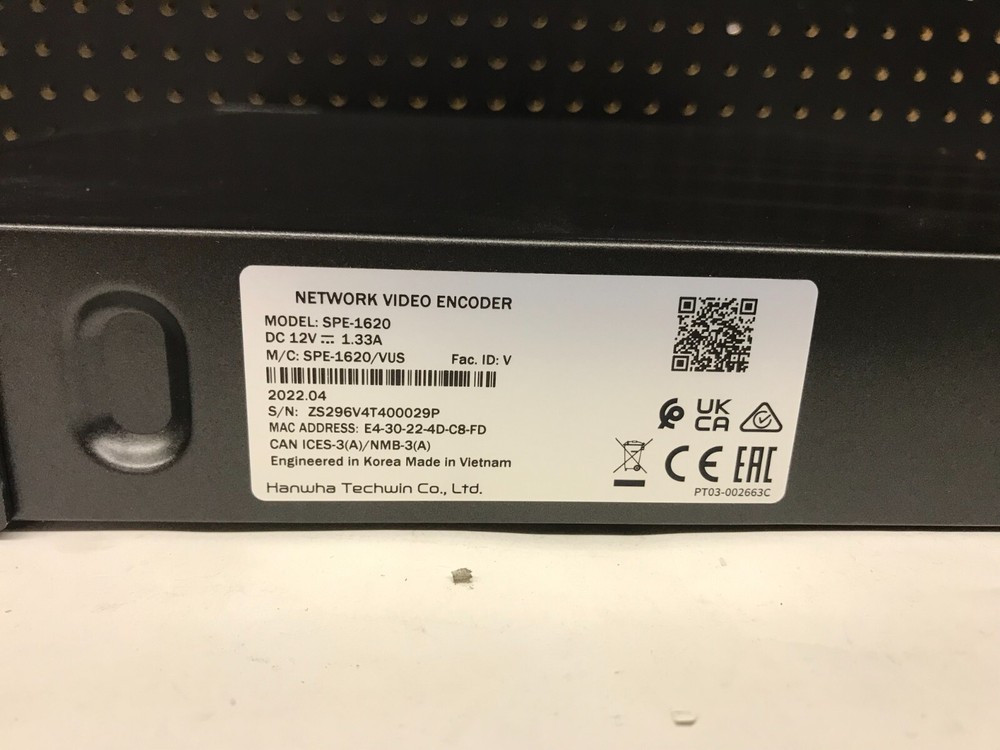 NETWORK VIDEO ENCODER
MODEL: SPE-1620
DC 12V ⎓ 1.33A
M/C: SPE-1620/VUS Fac. ID: V
2022.04
S/N: ZS296V4T400029P
MAC ADDRESS: E4-30-22-4D-C8-FD
CAN ICES-3(A)/NMB-3(A)
Engineered in Korea Made in Vietnam
Hanwha Techwin Co., Ltd.
UK
CA
CE EAC
PT03-002663C